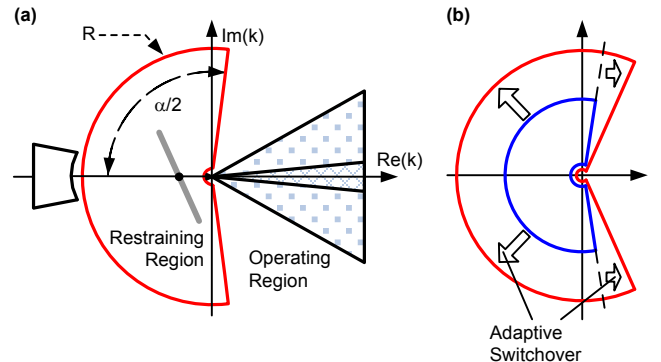 (a)
R
Im(k)
α/2
Re(k)
Restraining
Region
Operating
Region
(b)
Adaptive
Switchover